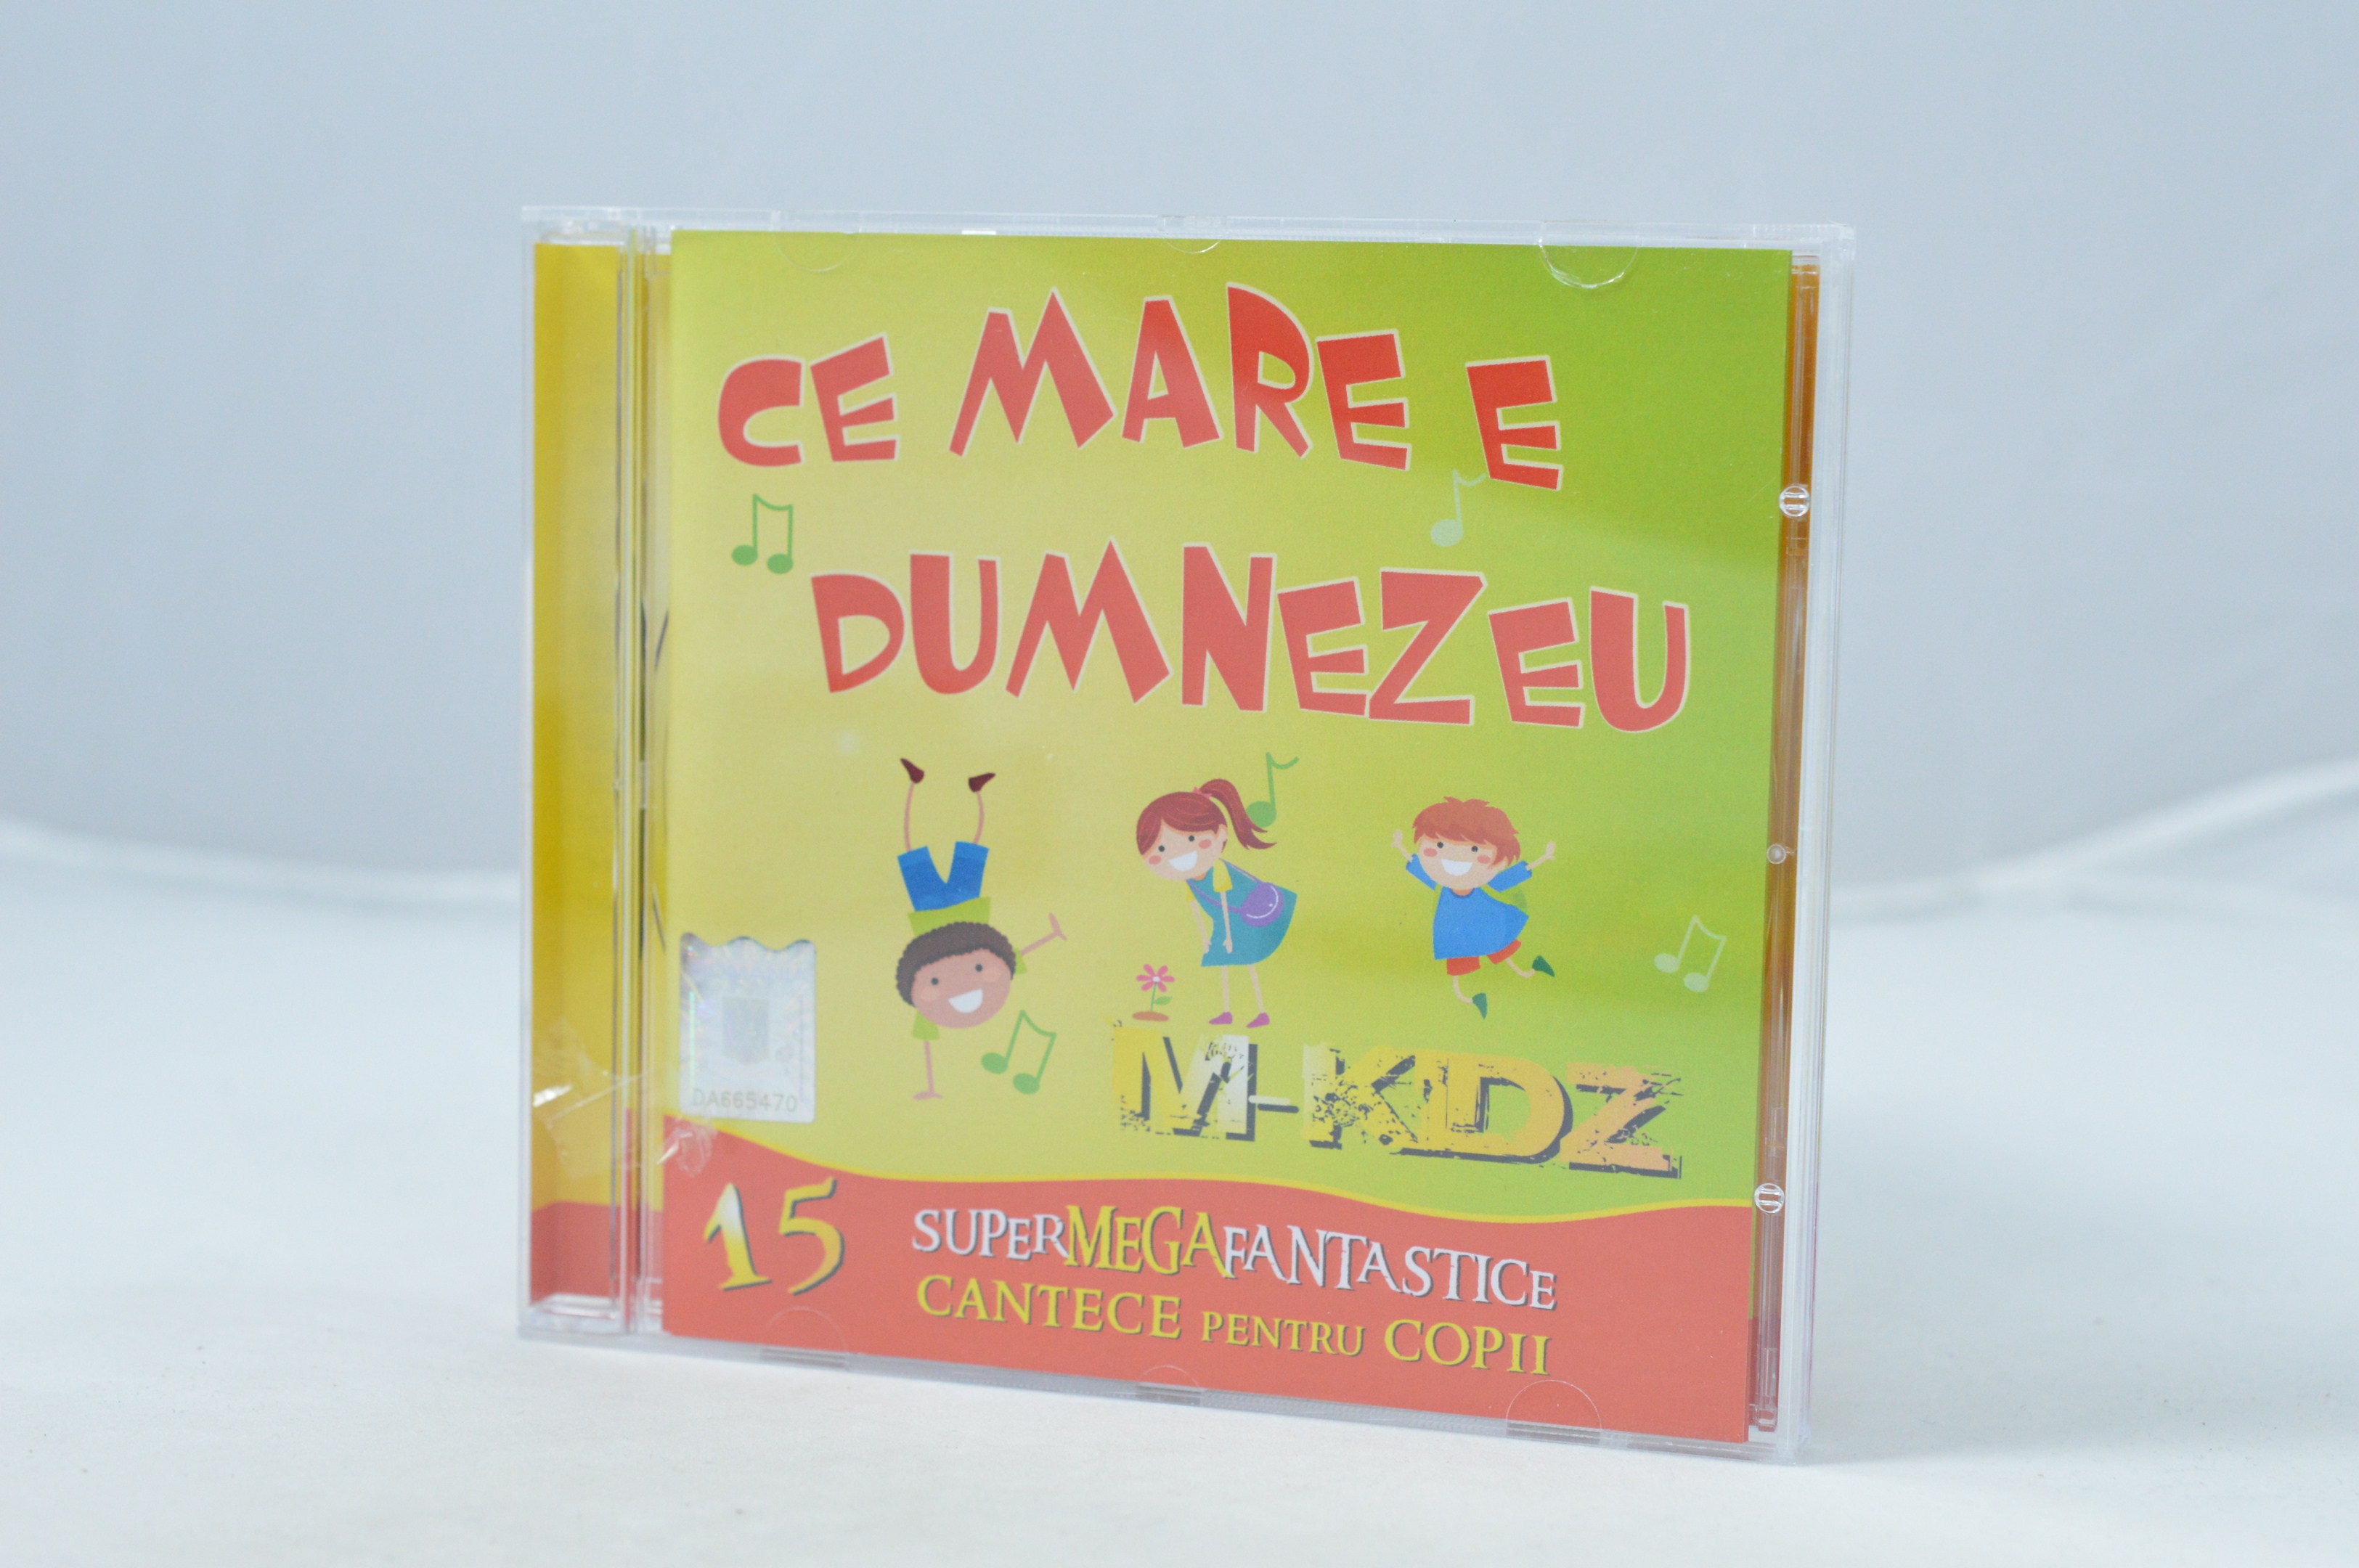 CE MARE E
DUMNEZEU
DA665470
M-KIDZ
15 SUPERMEGAFANTASTICE
CANTECE PENTRU COPII